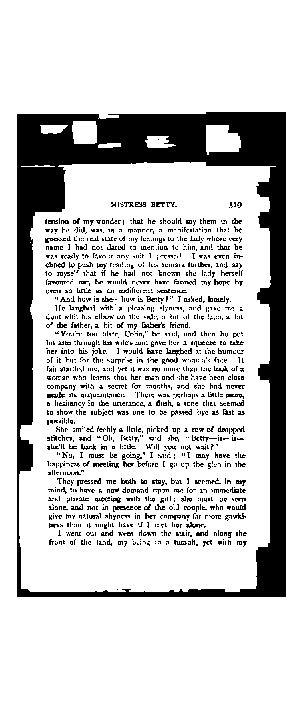 MISTRESS BETTY. 319
tension of my wonder; that he should say them in the
way he did, was, in a manner, a manifestation that he
guessed the real state of my feelings to the lady whose very
name I had not dared to mention to him, and that he
was ready to favour any suit I pressed. I was even in-
clined to push my reading of his remarks further, and say
to myself that if he had not known the lady herself
favoured me, he would never have fanned my hope by
even so little as an indifferent sentence.
"And how is she—how is Betty?" I asked, lamely.
He laughed with a pleasing slyness, and gave me a
dunt with his elbow on the side, a bit of the faun, a bit
of the father, a bit of my father's friend.
"You're too blate, Colin," he said, and then he put
his arm through his wife's and gave her a squeeze to take
her into his joke. I would have laughed at the humour
of it but for the surprise in the good woman's face. It
fair startled me, and yet it was no more than the look of a
woman who learns that her man and she have been close
company with a secret for months, and she had never
made its acquaintance. There was perhaps a little more,
a hesitancy in the utterance, a flush, a tone that seemed
to show the subject was one to be passed bye as fast as
possible.
She smiled feebly a little, picked up a row of dropped
stitches, and "Oh, Betty," said she, "Betty—is—is—
she'll be back in a little. Will you not wait?"
"No, I must be going," I said; "I may have the
happiness of meeting her before I go up the glen in the
afternoon."
They pressed me both to stay, but I seemed, in my
mind, to have a new demand upon me for an immediate
and private meeting with the girl; she must be seen
alone, and not in presence of the old couple, who would
give my natural shyness in her company far more gawki-
ness than it might have if I met her alone.
I went out and went down the stair, and along the
front of the land, my being in a tumult, yet with my